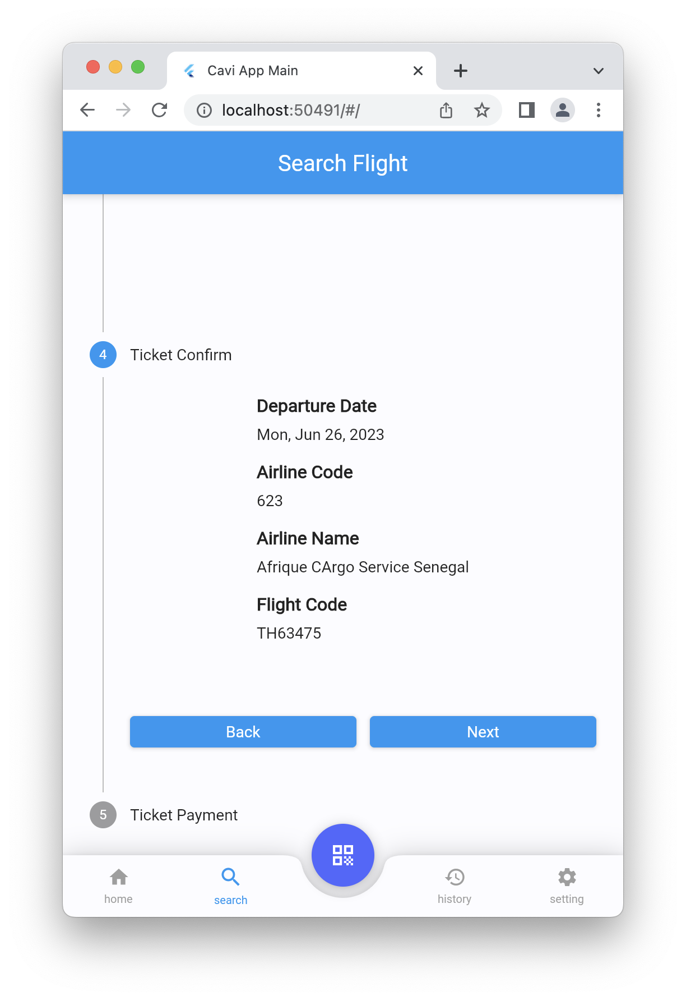 Cavi App Main
localhost:50491/#/
Search Flight
4 Ticket Confirm
Departure Date
Mon, Jun 26, 2023
Airline Code
623
Airline Name
Afrique CArgo Service Senegal
Flight Code
TH63475
Back Next
5 Ticket Payment
home search history setting